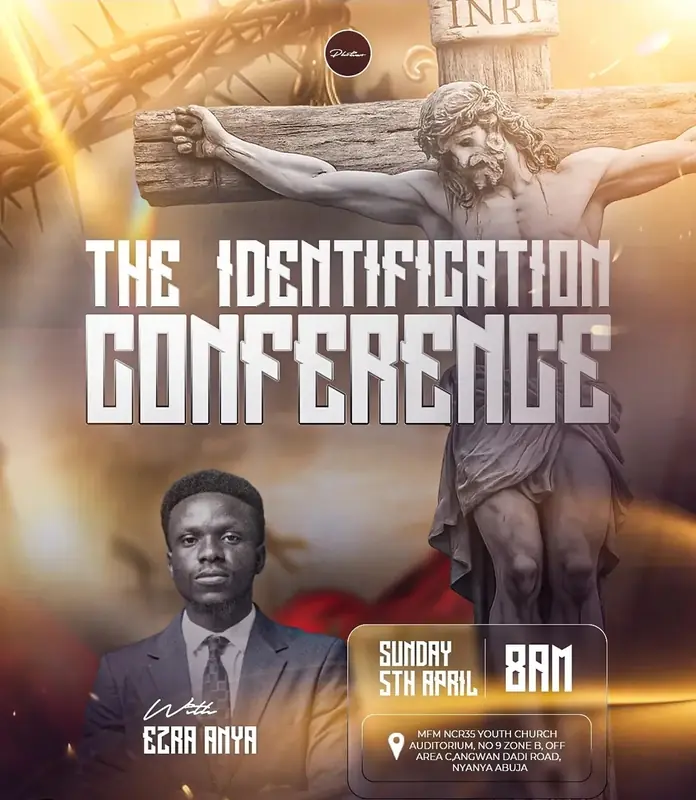 INRI
THE IDENTIFICATION
CONFERENCE
With
EZRA ANYA
SUNDAY
5TH APRIL
8AM
MFM NCR35 YOUTH CHURCH
AUDITORIUM, NO 9 ZONE B, OFF
AREA C,ANGWAN DADI ROAD,
NYANYA ABUJA